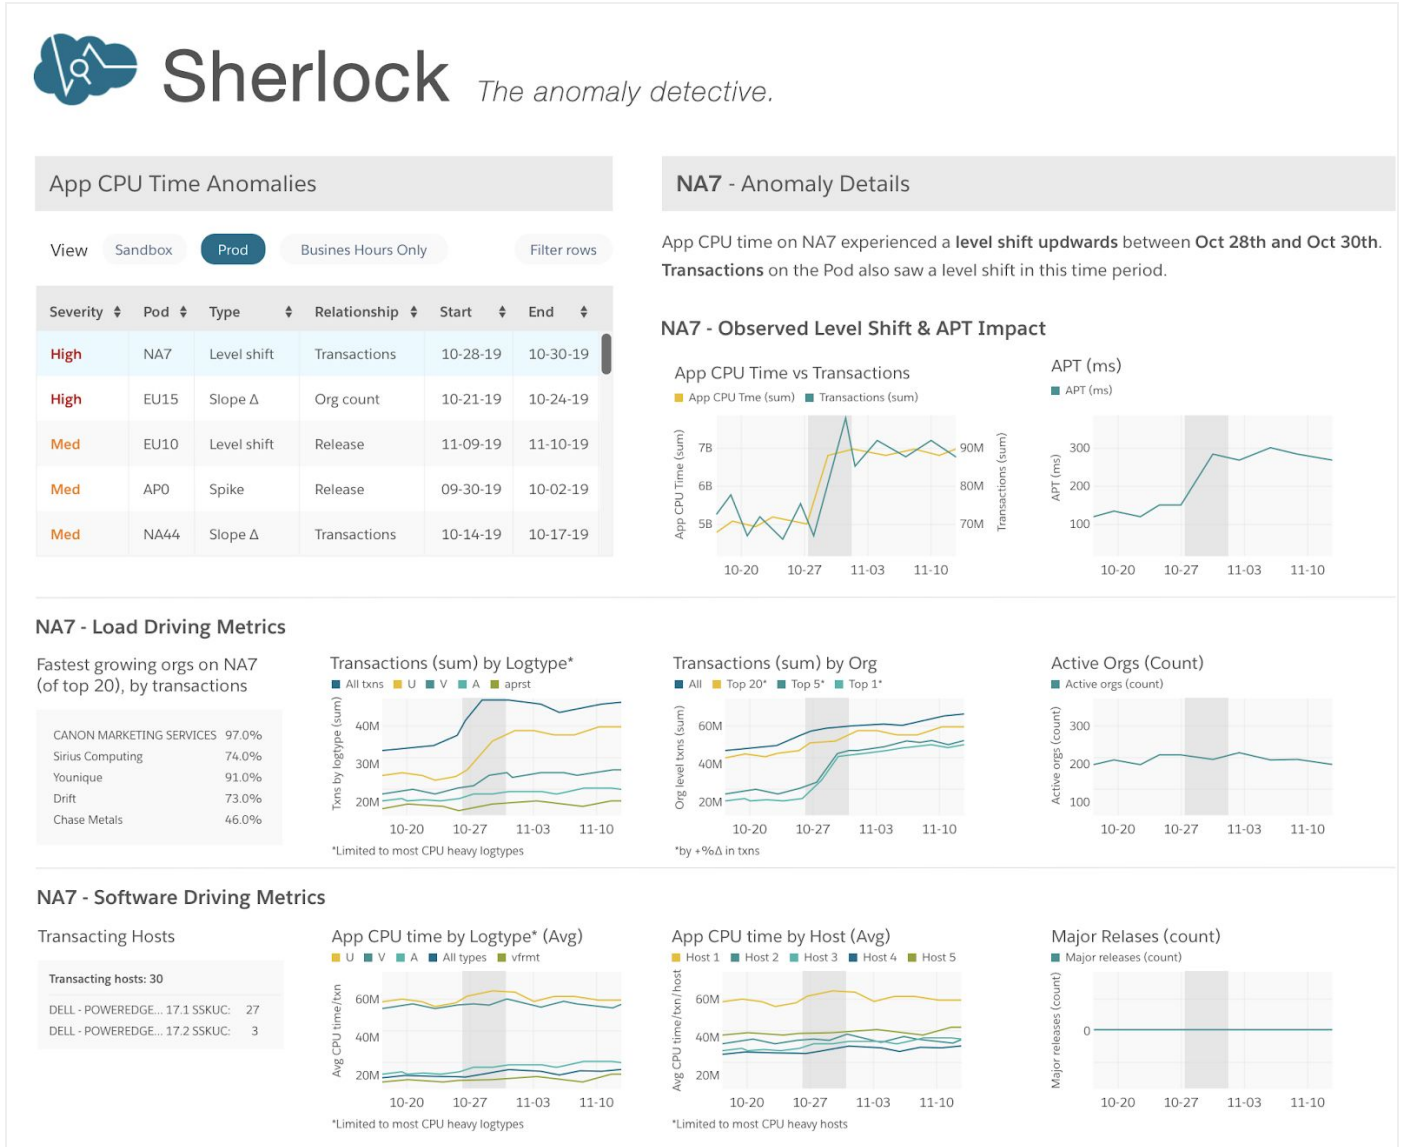 Sherlock The anomaly detective.
App CPU Time Anomalies
View Sandbox Prod Busines Hours Only Filter rows
Severity Pod Type Relationship Start End
High NA7 Level shift Transactions 10-28-19 10-30-19
High EU15 Slope Δ Org count 10-21-19 10-24-19
Med EU10 Level shift Release 11-09-19 11-10-19
Med AP0 Spike Release 09-30-19 10-02-19
Med NA44 Slope Δ Transactions 10-14-19 10-17-19
NA7 - Anomaly Details
App CPU time on NA7 experienced a level shift updwards between Oct 28th and Oct 30th.
Transactions on the Pod also saw a level shift in this time period.
NA7 - Observed Level Shift & APT Impact
App CPU Time vs Transactions
App CPU Tme (sum) Transactions (sum)
App CPU Time (sum)
7B
6B
5B
90M
80M
70M
Transactions (sum)
10-20 10-27 11-03 11-10
APT (ms)
APT (ms)
APT (ms)
300
200
100
10-20 10-27 11-03 11-10
NA7 - Load Driving Metrics
Fastest growing orgs on NA7
(of top 20), by transactions
CANON MARKETING SERVICES 97.0%
Sirius Computing 74.0%
Younique 91.0%
Drift 73.0%
Chase Metals 46.0%
Transactions (sum) by Logtype*
All txns U V A aprst
Txns by logtype (sum)
40M
30M
20M
10-20 10-27 11-03 11-10
*Limited to most CPU heavy logtypes
Transactions (sum) by Org
All Top 20* Top 5* Top 1*
Org level txns (sum)
60M
40M
20M
10-20 10-27 11-03 11-10
*by +%Δ in txns
Active Orgs (Count)
Active orgs (count)
Active orgs (count)
300
200
100
10-20 10-27 11-03 11-10
NA7 - Software Driving Metrics
Transacting Hosts
Transacting hosts: 30
DELL - POWEREDGE... 17.1 SSKUC: 27
DELL - POWEREDGE... 17.2 SSKUC: 3
App CPU time by Logtype* (Avg)
U V A All types vfrmt
Avg CPU time/txn
60M
40M
20M
10-20 10-27 11-03 11-10
*Limited to most CPU heavy logtypes
App CPU time by Host (Avg)
Host 1 Host 2 Host 3 Host 4 Host 5
Avg CPU time/txn/host
60M
40M
20M
10-20 10-27 11-03 11-10
*Limited to most CPU heavy hosts
Major Relases (count)
Major releases (count)
Major releases (count)
0
10-20 10-27 11-03 11-10